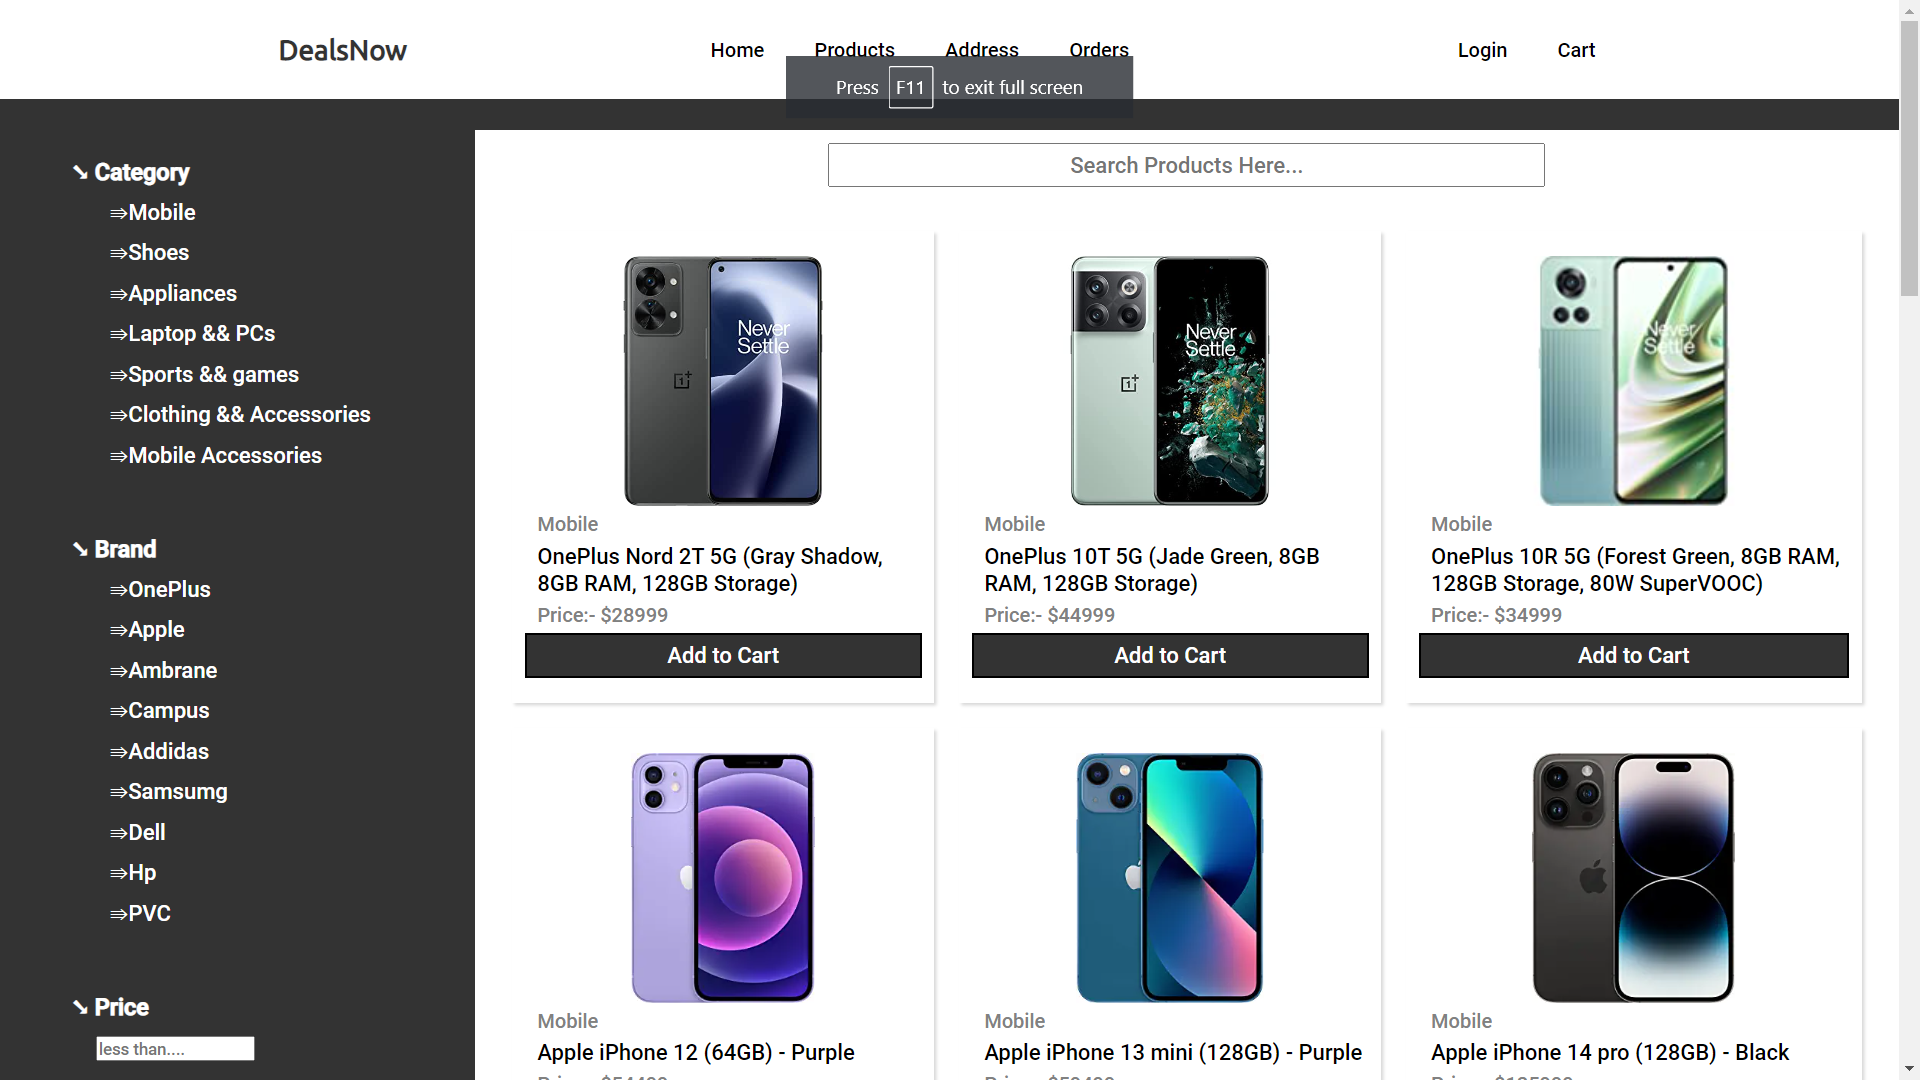 DealsNow
Home Products Address Orders
Login Cart
Press F11 to exit full screen
➘ Category
⇛Mobile
⇛Shoes
⇛Appliances
⇛Laptop && PCs
⇛Sports && games
⇛Clothing && Accessories
⇛Mobile Accessories
➘ Brand
⇛OnePlus
⇛Apple
⇛Ambrane
⇛Campus
⇛Addidas
⇛Samsumg
⇛Dell
⇛Hp
⇛PVC
➘ Price
less than....
Search Products Here...
Never
Settle
Mobile
OnePlus Nord 2T 5G (Gray Shadow,
8GB RAM, 128GB Storage)
Price:- $28999
Add to Cart
Never
Settle
Mobile
OnePlus 10T 5G (Jade Green, 8GB
RAM, 128GB Storage)
Price:- $44999
Add to Cart
Never
Settle
Mobile
OnePlus 10R 5G (Forest Green, 8GB RAM,
128GB Storage, 80W SuperVOOC)
Price:- $34999
Add to Cart
Mobile
Apple iPhone 12 (64GB) - Purple
Mobile
Apple iPhone 13 mini (128GB) - Purple
Mobile
Apple iPhone 14 pro (128GB) - Black